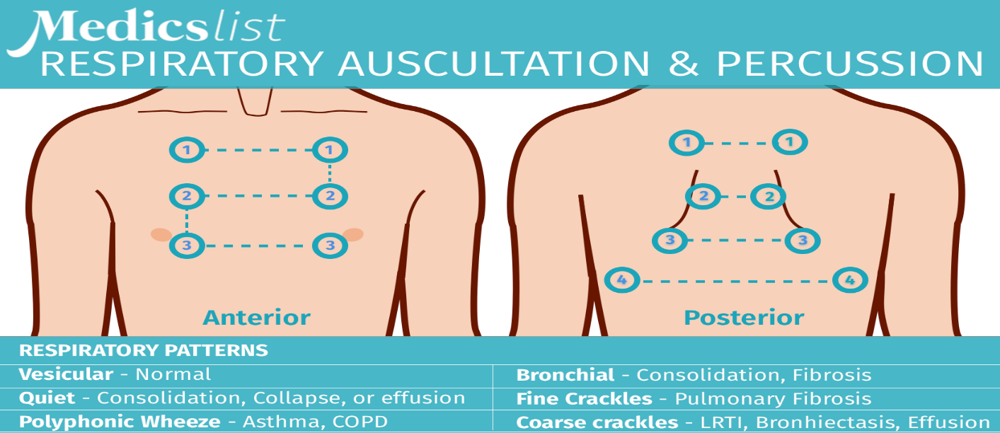 Medicslist
RESPIRATORY AUSCULTATION & PERCUSSION
1 1
2 2
3 3
Anterior
1 1
2 2
3 3
4 4
Posterior
RESPIRATORY PATTERNS
Vesicular - Normal
Quiet - Consolidation, Collapse, or effusion
Polyphonic Wheeze - Asthma, COPD
Bronchial - Consolidation, Fibrosis
Fine Crackles - Pulmonary Fibrosis
Coarse crackles - LRTI, Bronhiectasis, Effusion